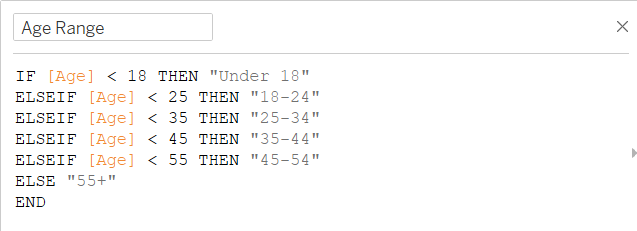 Age Range
IF [Age] < 18 THEN "Under 18"
ELSEIF [Age] < 25 THEN "18-24"
ELSEIF [Age] < 35 THEN "25-34"
ELSEIF [Age] < 45 THEN "35-44"
ELSEIF [Age] < 55 THEN "45-54"
ELSE "55+"
END